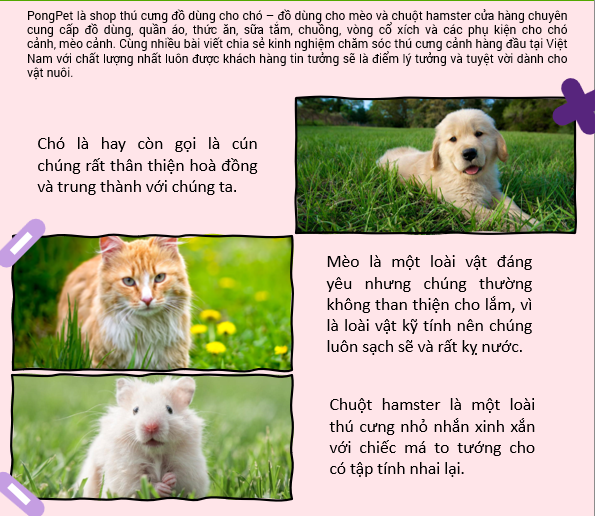 PongPet là shop thú cưng đồ dùng cho chó – đồ dùng cho mèo và chuột hamster cửa hàng chuyên
cung cấp đồ dùng, quần áo, thức ăn, sữa tắm, chuồng, vòng cổ xích và các phụ kiện cho chó
cảnh, mèo cảnh. Cùng nhiều bài viết chia sẻ kinh nghiệm chăm sóc thú cưng cảnh hàng đầu tại Việt
Nam với chất lượng nhất luôn được khách hàng tin tưởng sẽ là điểm lý tưởng và tuyệt vời dành cho
vật nuôi.
Chó là hay còn gọi là cún
chúng rất thân thiện hoà đồng
và trung thành với chúng ta.
Mèo là một loài vật đáng
yêu nhưng chúng thường
không than thiện cho lắm, vì
là loài vật kỹ tính nên chúng
luôn sạch sẽ và rất kỵ nước.
Chuột hamster là một loài
thú cưng nhỏ nhắn xinh xắn
với chiếc má to tướng cho
có tập tính nhai lại.